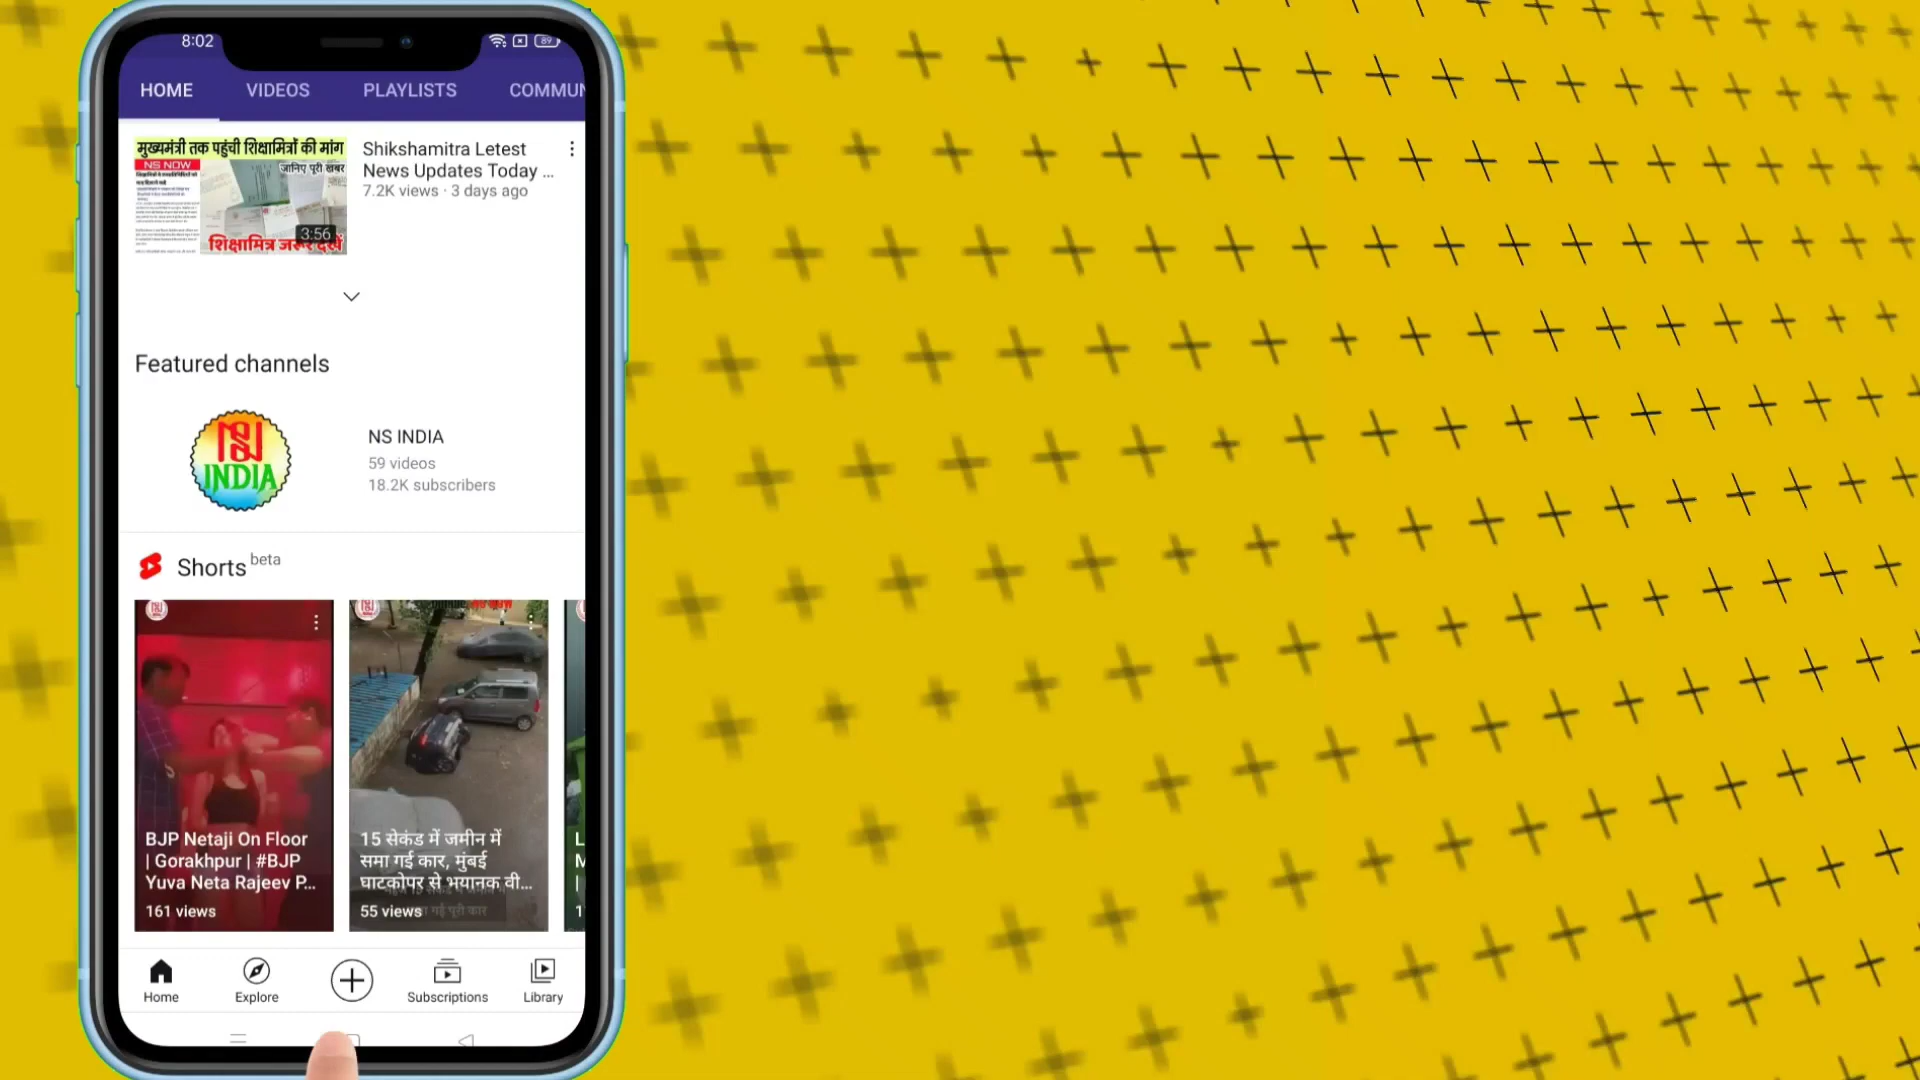 8:02
89
HOME VIDEOS PLAYLISTS COMMUN
मुख्यमंत्री तक पहुंची शिक्षामित्रों की मांग
NS NOW
जानिए पूरी खबर
3:56
शिक्षामित्र जरूर देखें
Shikshamitra Letest
News Updates Today ...
7.2K views · 3 days ago
Featured channels
NS
INDIA
NS INDIA
59 videos
18.2K subscribers
Shorts beta
BJP Netaji On Floor
| Gorakhpur | #BJP
Yuva Neta Rajeev P...
161 views
15 सेकंड में जमीन में
समा गई कार, मुंबई
घाटकोपर से भयानक वी...
55 views
L
M
|
1
Home Explore Subscriptions Library